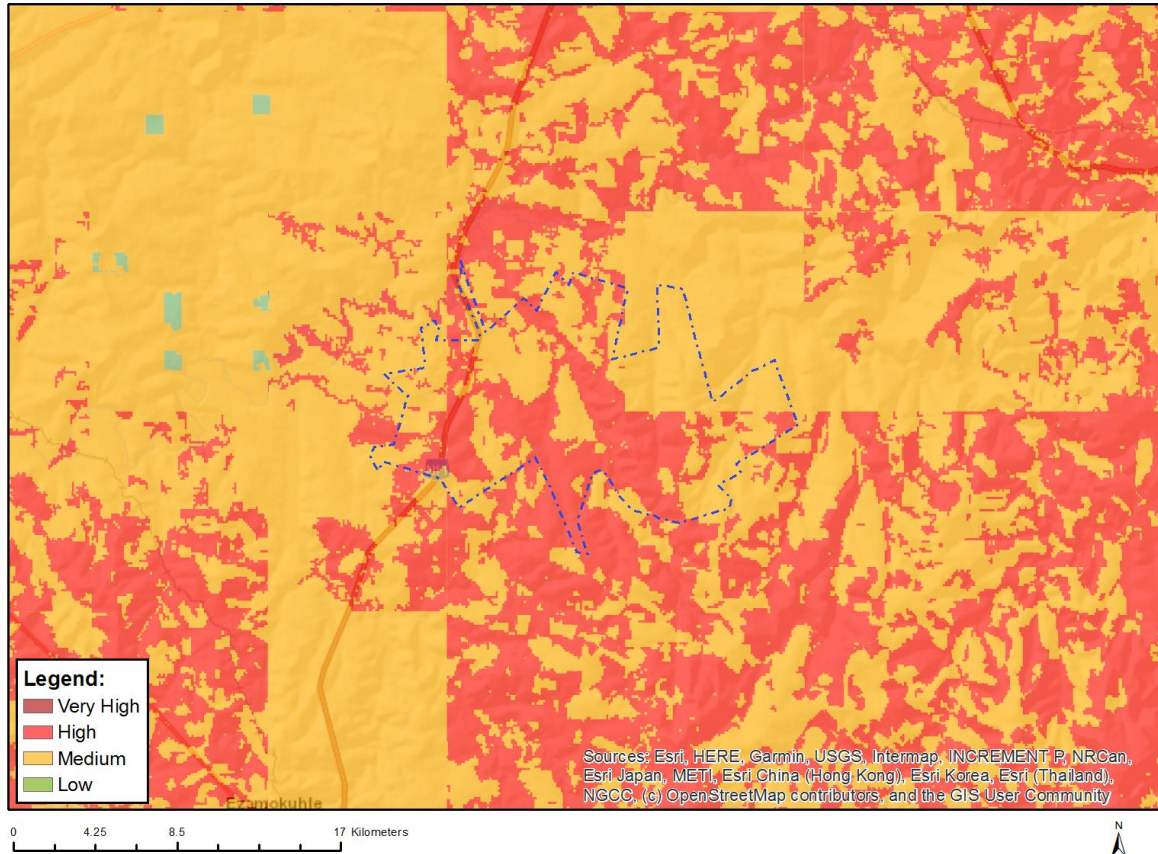 Legend:
Very High
High
Medium
Low
Ezamokuhle
Sources: Esri, HERE, Garmin, USGS, Intermap, INCREMENT P, NRCan,
Esri Japan, METI, Esri China (Hong Kong), Esri Korea, Esri (Thailand),
NGCC, (c) OpenStreetMap contributors, and the GIS User Community
0 4.25 8.5 17 Kilometers
N